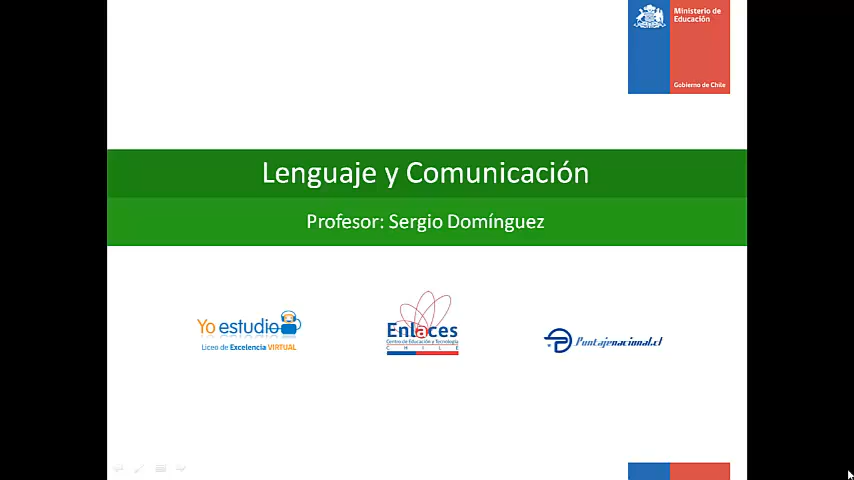 Ministerio de
Educación
Gobierno de Chile
Lenguaje y Comunicación
Profesor: Sergio Domínguez
Yo estudio
Liceo de Excelencia VIRTUAL
Enlaces
Centro de Educación y Tecnología
CHILE
Puntajenacional.cl